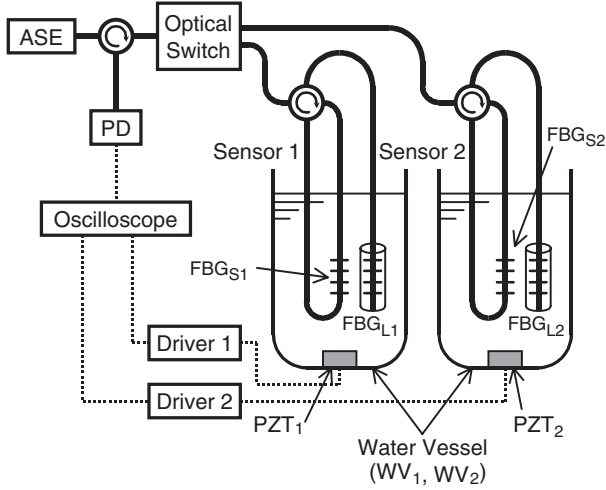 ASE
Optical
Switch
PD
Sensor 1
Sensor 2
FBG_S2
Oscilloscope
FBG_S1
FBG_L1
FBG_L2
Driver 1
Driver 2
PZT_1
PZT_2
Water Vessel
(WV_1, WV_2)